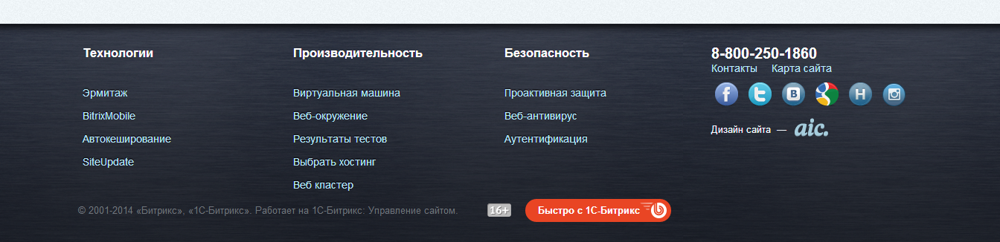 Технологии
Эрмитаж
BitrixMobile
Автокеширование
SiteUpdate
Производительность
Виртуальная машина
Веб-окружение
Результаты тестов
Выбрать хостинг
Веб кластер
Безопасность
Проактивная защита
Веб-антивирус
Аутентификация
8-800-250-1860
Контакты Карта сайта
f t B g H
Дизайн сайта — aic.
© 2001-2014 «Битрикс», «1С-Битрикс». Работает на 1С-Битрикс: Управление сайтом.
16+
Быстро с 1С-Битрикс b